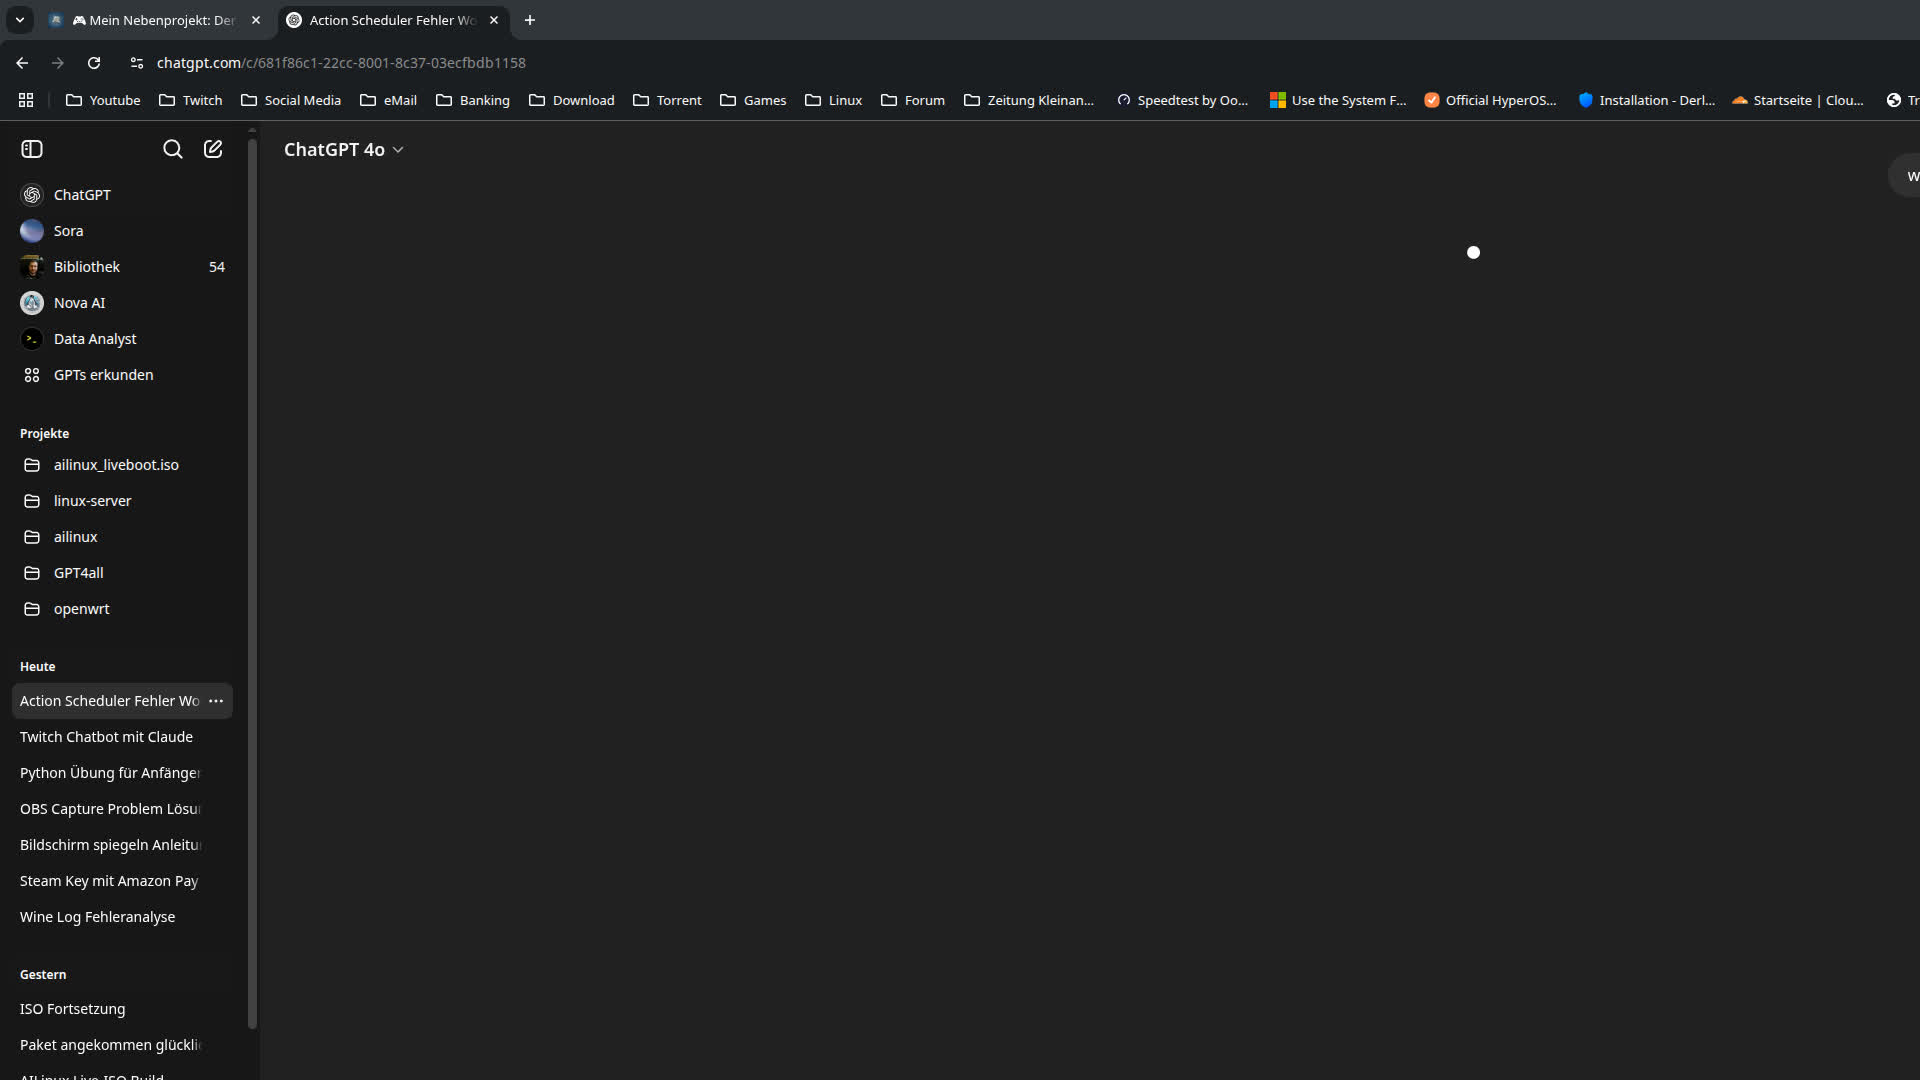 🎮 Mein Nebenprojekt: Der
Action Scheduler Fehler Wo
chatgpt.com/c/681f86c1-22cc-8001-8c37-03ecfbdb1158
Youtube Twitch Social Media eMail Banking Download Torrent Games Linux Forum Zeitung Kleinan... Speedtest by Oo... Use the System F... Official HyperOS... Installation - Derl... Startseite | Clou... Tr
ChatGPT 4o
w
ChatGPT
Sora
Bibliothek 54
Nova AI
Data Analyst
GPTs erkunden
Projekte
ailinux_liveboot.iso
linux-server
ailinux
GPT4all
openwrt
Heute
Action Scheduler Fehler Wo
Twitch Chatbot mit Claude
Python Übung für Anfänger
OBS Capture Problem Lösu
Bildschirm spiegeln Anleitu
Steam Key mit Amazon Pay
Wine Log Fehleranalyse
Gestern
ISO Fortsetzung
Paket angekommen glückli
AILinux Live-ISO Build